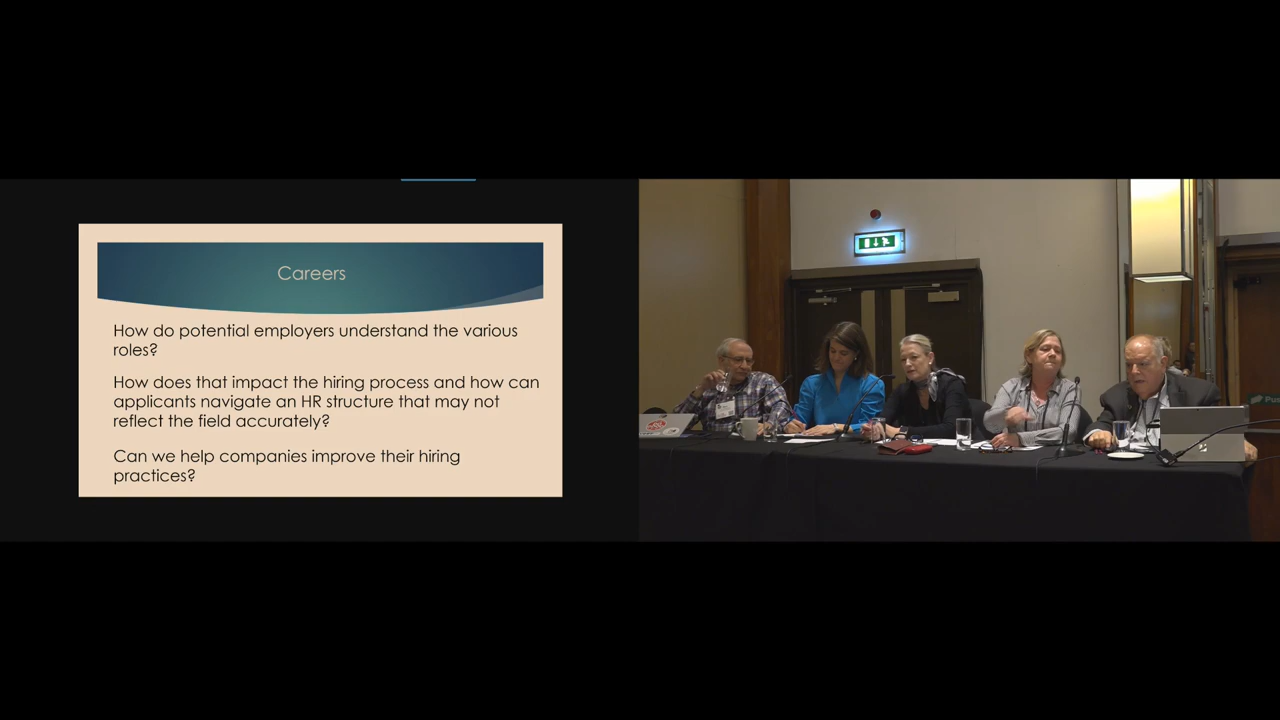 Careers
How do potential employers understand the various
roles?
How does that impact the hiring process and how can
applicants navigate an HR structure that may not
reflect the field accurately?
Can we help companies improve their hiring
practices?